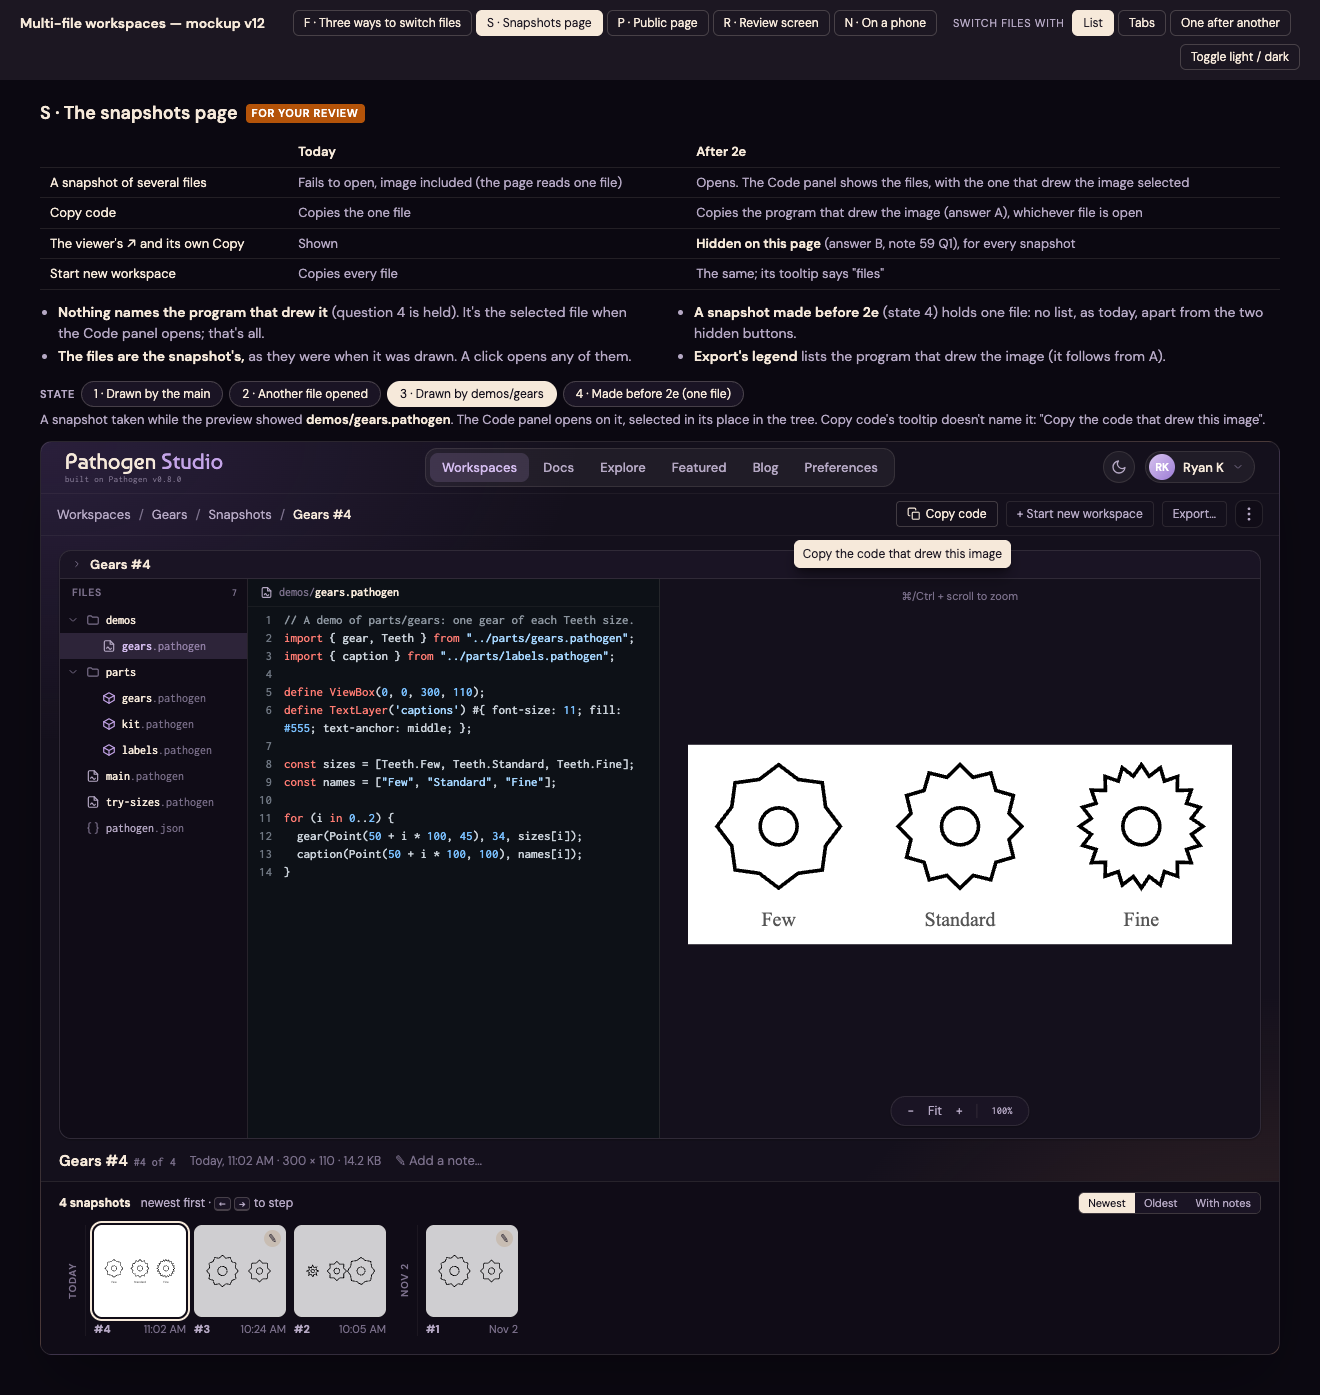 Multi-file workspaces — mockup v12
F · Three ways to switch files
S · Snapshots page
P · Public page
R · Review screen
N · On a phone
SWITCH FILES WITH
List
Tabs
One after another
Toggle light / dark
S · The snapshots page
FOR YOUR REVIEW
Today
After 2e
A snapshot of several files
Fails to open, image included (the page reads one file)
Opens. The Code panel shows the files, with the one that drew the image selected
Copy code
Copies the one file
Copies the program that drew the image (answer A), whichever file is open
The viewer's ↗ and its own Copy
Shown
Hidden on this page (answer B, note 59 Q1), for every snapshot
Start new workspace
Copies every file
The same; its tooltip says "files"
• Nothing names the program that drew it (question 4 is held). It's the selected file when
the Code panel opens; that's all.
• The files are the snapshot's, as they were when it was drawn. A click opens any of them.
• A snapshot made before 2e (state 4) holds one file: no list, as today, apart from the two
hidden buttons.
• Export's legend lists the program that drew the image (it follows from A).
STATE
1 · Drawn by the main
2 · Another file opened
3 · Drawn by demos/gears
4 · Made before 2e (one file)
A snapshot taken while the preview showed demos/gears.pathogen. The Code panel opens on it, selected in its place in the tree. Copy code's tooltip doesn't name it: "Copy the code that drew this image".
Pathogen Studio
built on Pathogen v0.8.0
Workspaces
Docs
Explore
Featured
Blog
Preferences
RK
Ryan K
Workspaces / Gears / Snapshots / Gears #4
Copy code
+ Start new workspace
Export…
Copy the code that drew this image
Gears #4
FILES
7
demos
gears.pathogen
parts
gears.pathogen
kit.pathogen
labels.pathogen
main.pathogen
try-sizes.pathogen
{} pathogen.json
demos/gears.pathogen
1 // A demo of parts/gears: one gear of each Teeth size.
2 import { gear, Teeth } from "../parts/gears.pathogen";
3 import { caption } from "../parts/labels.pathogen";
4
5 define ViewBox(0, 0, 300, 110);
6 define TextLayer('captions') #{ font-size: 11; fill:
#555; text-anchor: middle; };
7
8 const sizes = [Teeth.Few, Teeth.Standard, Teeth.Fine];
9 const names = ["Few", "Standard", "Fine"];
10
11 for (i in 0..2) {
12 gear(Point(50 + i * 100, 45), 34, sizes[i]);
13 caption(Point(50 + i * 100, 100), names[i]);
14 }
⌘/Ctrl + scroll to zoom
Few
Standard
Fine
− Fit + 100%
Gears #4
#4 of 4
Today, 11:02 AM · 300 × 110 · 14.2 KB
✎ Add a note…
4 snapshots
newest first · ← → to step
Newest
Oldest
With notes
TODAY
#4 11:02 AM
#3 10:24 AM
#2 10:05 AM
NOV 2
#1 Nov 2